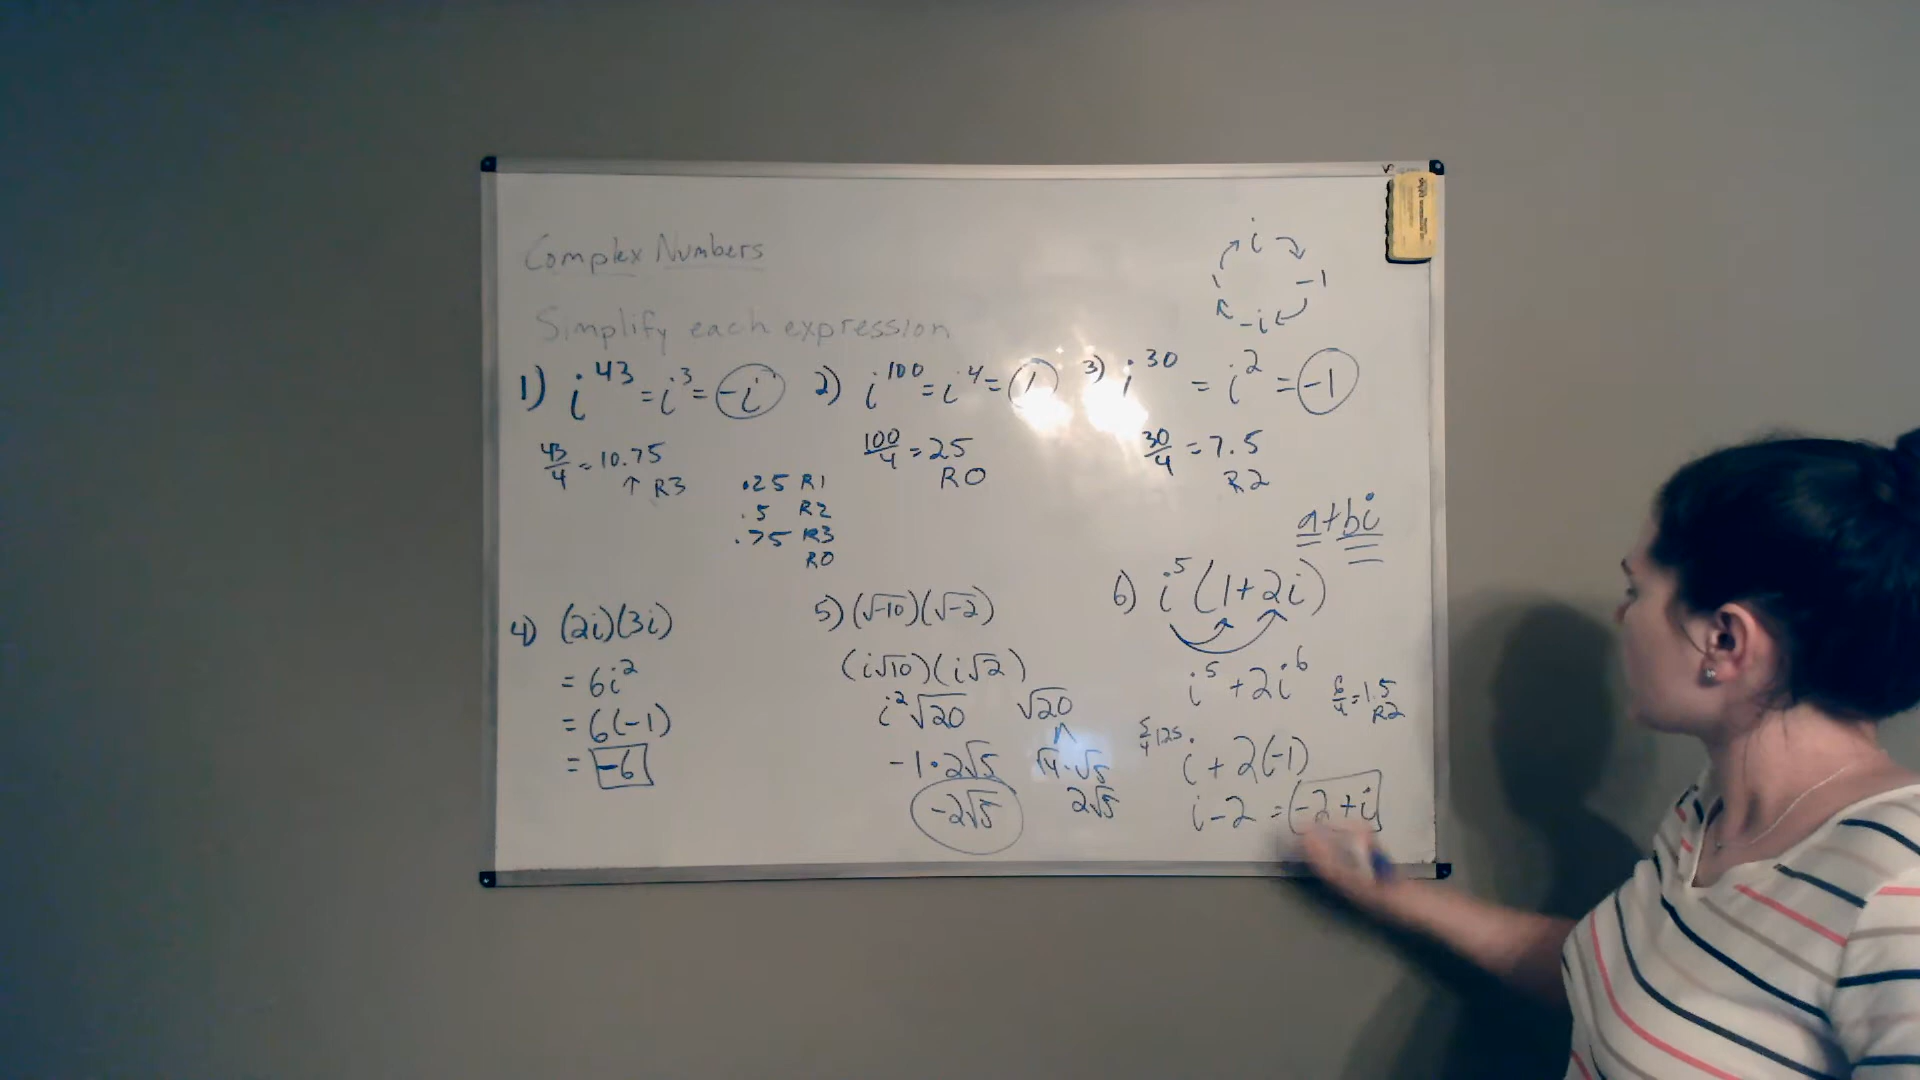 Complex Numbers
i
-1
-i
1
Simplify each expression
1) i^43 = i^3 = -i
2) i^100 = i^4 = 1
3) i^30 = i^2 = -1
43/4 = 10.75
↑ R3
.25 R1
.5 R2
.75 R3
R0
100/4 = 25
R0
30/4 = 7.5
R2
a+bi
4) (2i)(3i)
= 6i^2
= 6(-1)
= -6
5) (√-10)(√-2)
(i√10)(i√2)
i^2√20
-1·2√5
-2√5
√20
√4·√5
2√5
6) i^5(1+2i)
i^5 + 2i^6
6/4 = 1.5
R2
i + 2(-1)
i-2 = -2+i